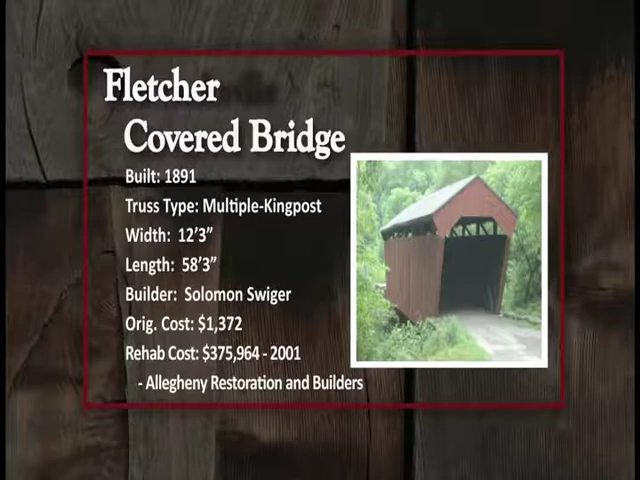 Fletcher
Covered Bridge
Built: 1891
Truss Type: Multiple-Kingpost
Width: 12'3"
Length: 58'3"
Builder: Solomon Swiger
Orig. Cost: $1,372
Rehab Cost: $375,964 - 2001
- Allegheny Restoration and Builders